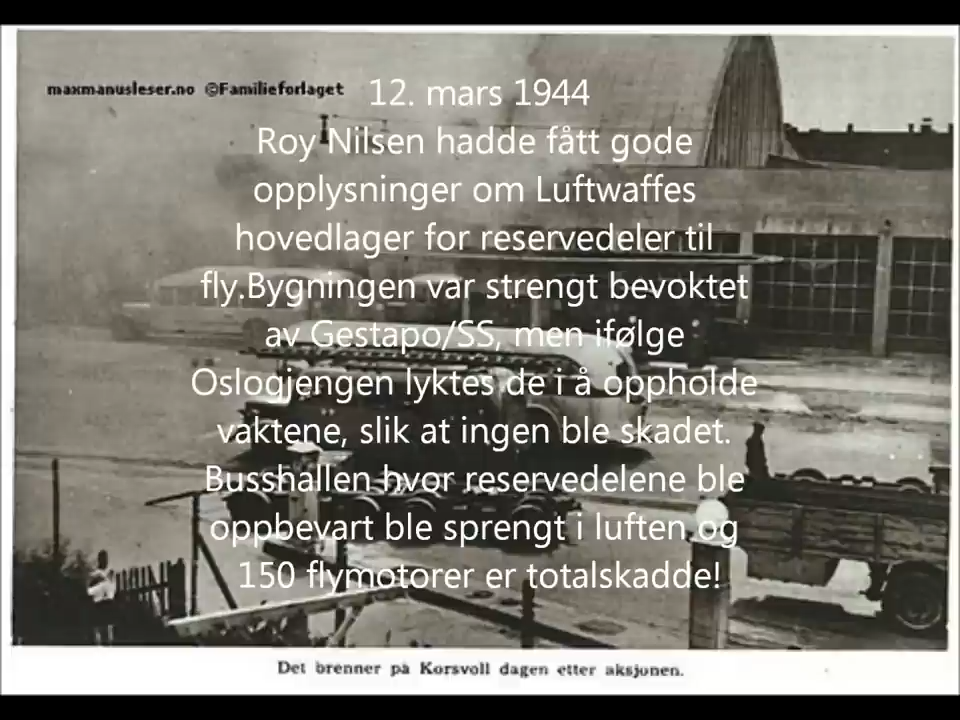 maxmanusleser.no ©Familieforlaget
12. mars 1944
Roy Nilsen hadde fått gode
opplysninger om Luftwaffes
hovedlager for reservedeler til
fly.Bygningen var strengt bevoktet
av Gestapo/SS, men ifølge
Oslogjengen lyktes de i å oppholde
vaktene, slik at ingen ble skadet.
Busshallen hvor reservedelene ble
oppbevart ble sprengt i luften og
150 flymotorer er totalskadde!
Det brenner på Korsvoll dagen etter aksjonen.